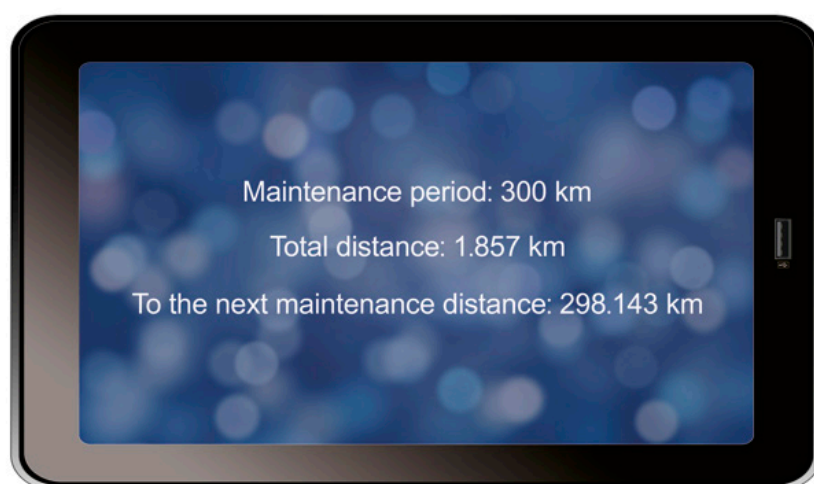 Maintenance period: 300 km
Total distance: 1.857 km
To the next maintenance distance: 298.143 km